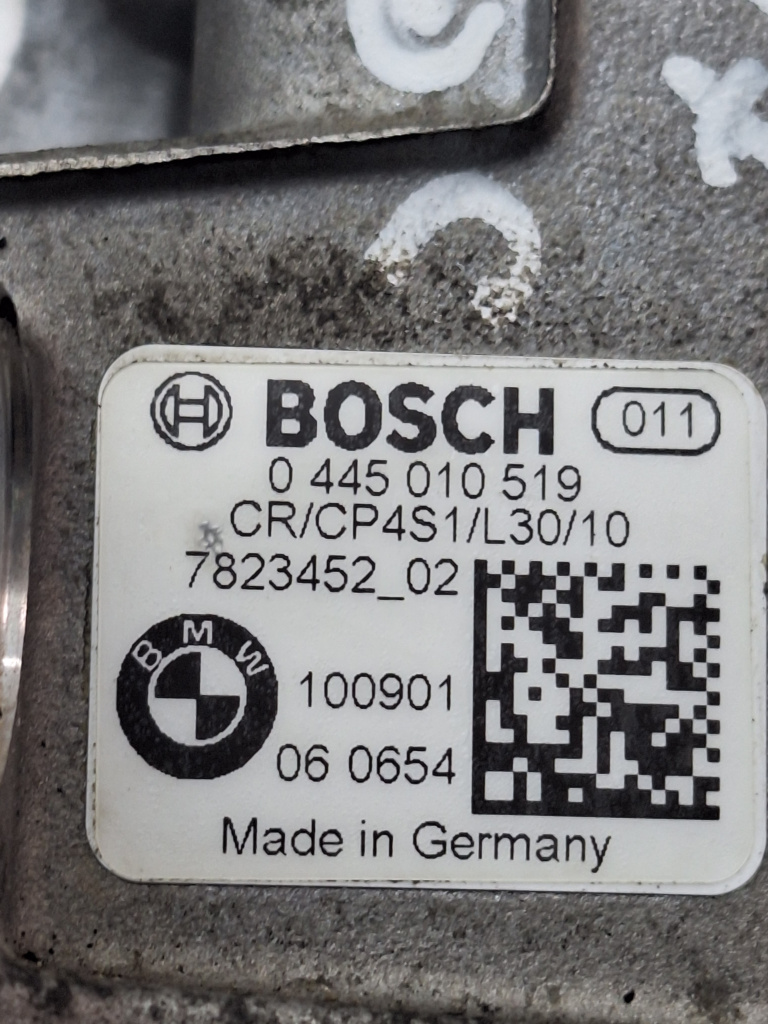 BOSCH 011
0 445 010 519
CR/CP4S1/L30/10
7823452_02
BMW
100901
06 0654
Made in Germany